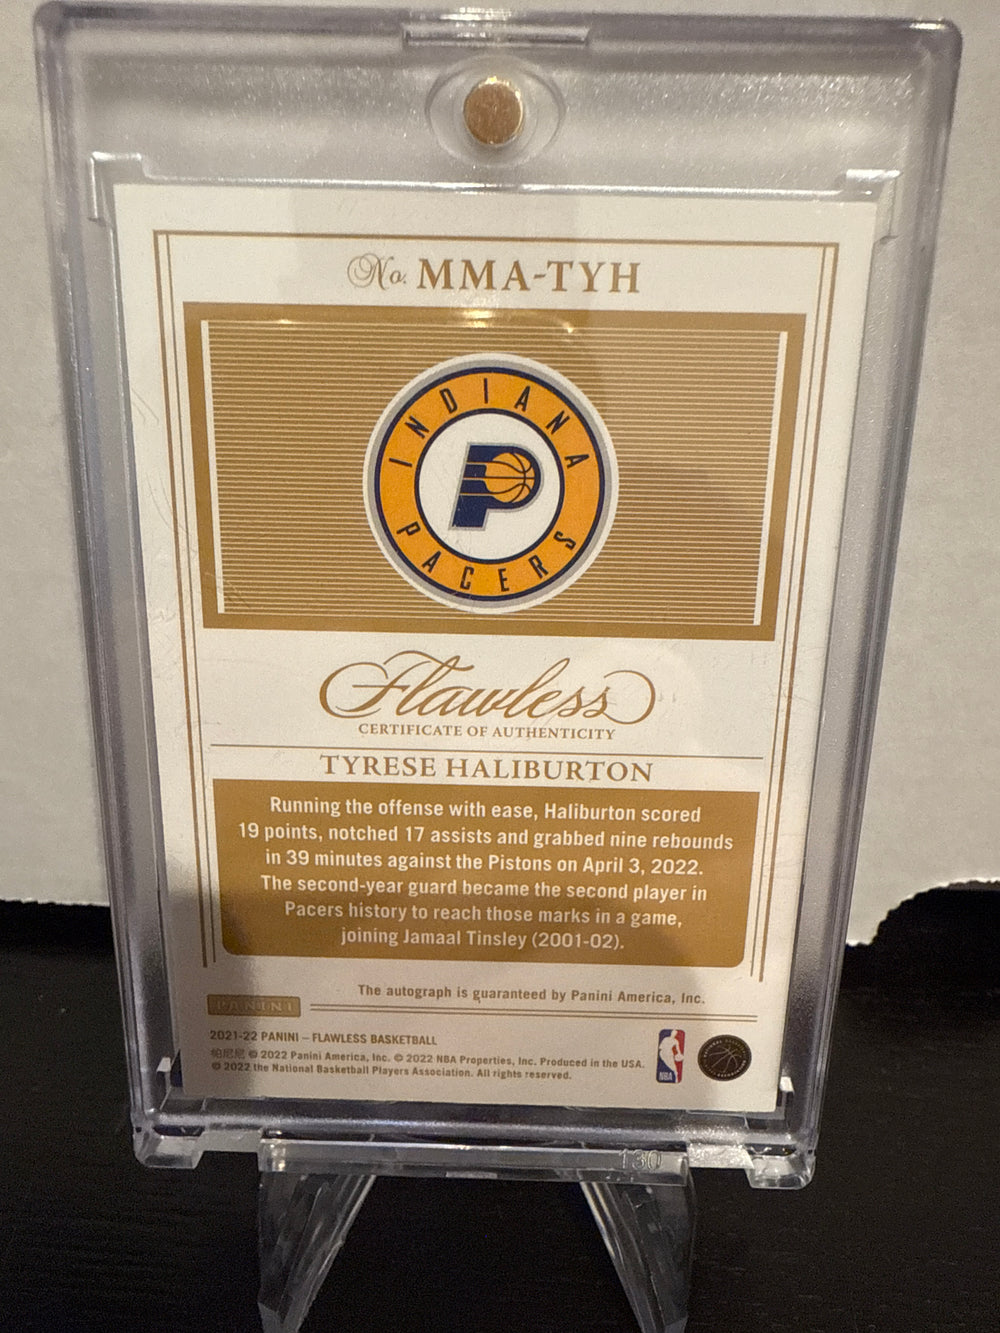 No. MMA-TYH
INDIANA
PACERS
Flawless
CERTIFICATE OF AUTHENTICITY
TYRESE HALIBURTON
Running the offense with ease, Haliburton scored
19 points, notched 17 assists and grabbed nine rebounds
in 39 minutes against the Pistons on April 3, 2022.
The second-year guard became the second player in
Pacers history to reach those marks in a game,
joining Jamaal Tinsley (2001-02).
The autograph is guaranteed by Panini America, Inc.
PANINI
2021-22 PANINI – FLAWLESS BASKETBALL
帕尼尼 © 2022 Panini America, Inc. © 2022 NBA Properties, Inc. Produced in the USA.
© 2022 the National Basketball Players Association. All rights reserved.
NBA
130